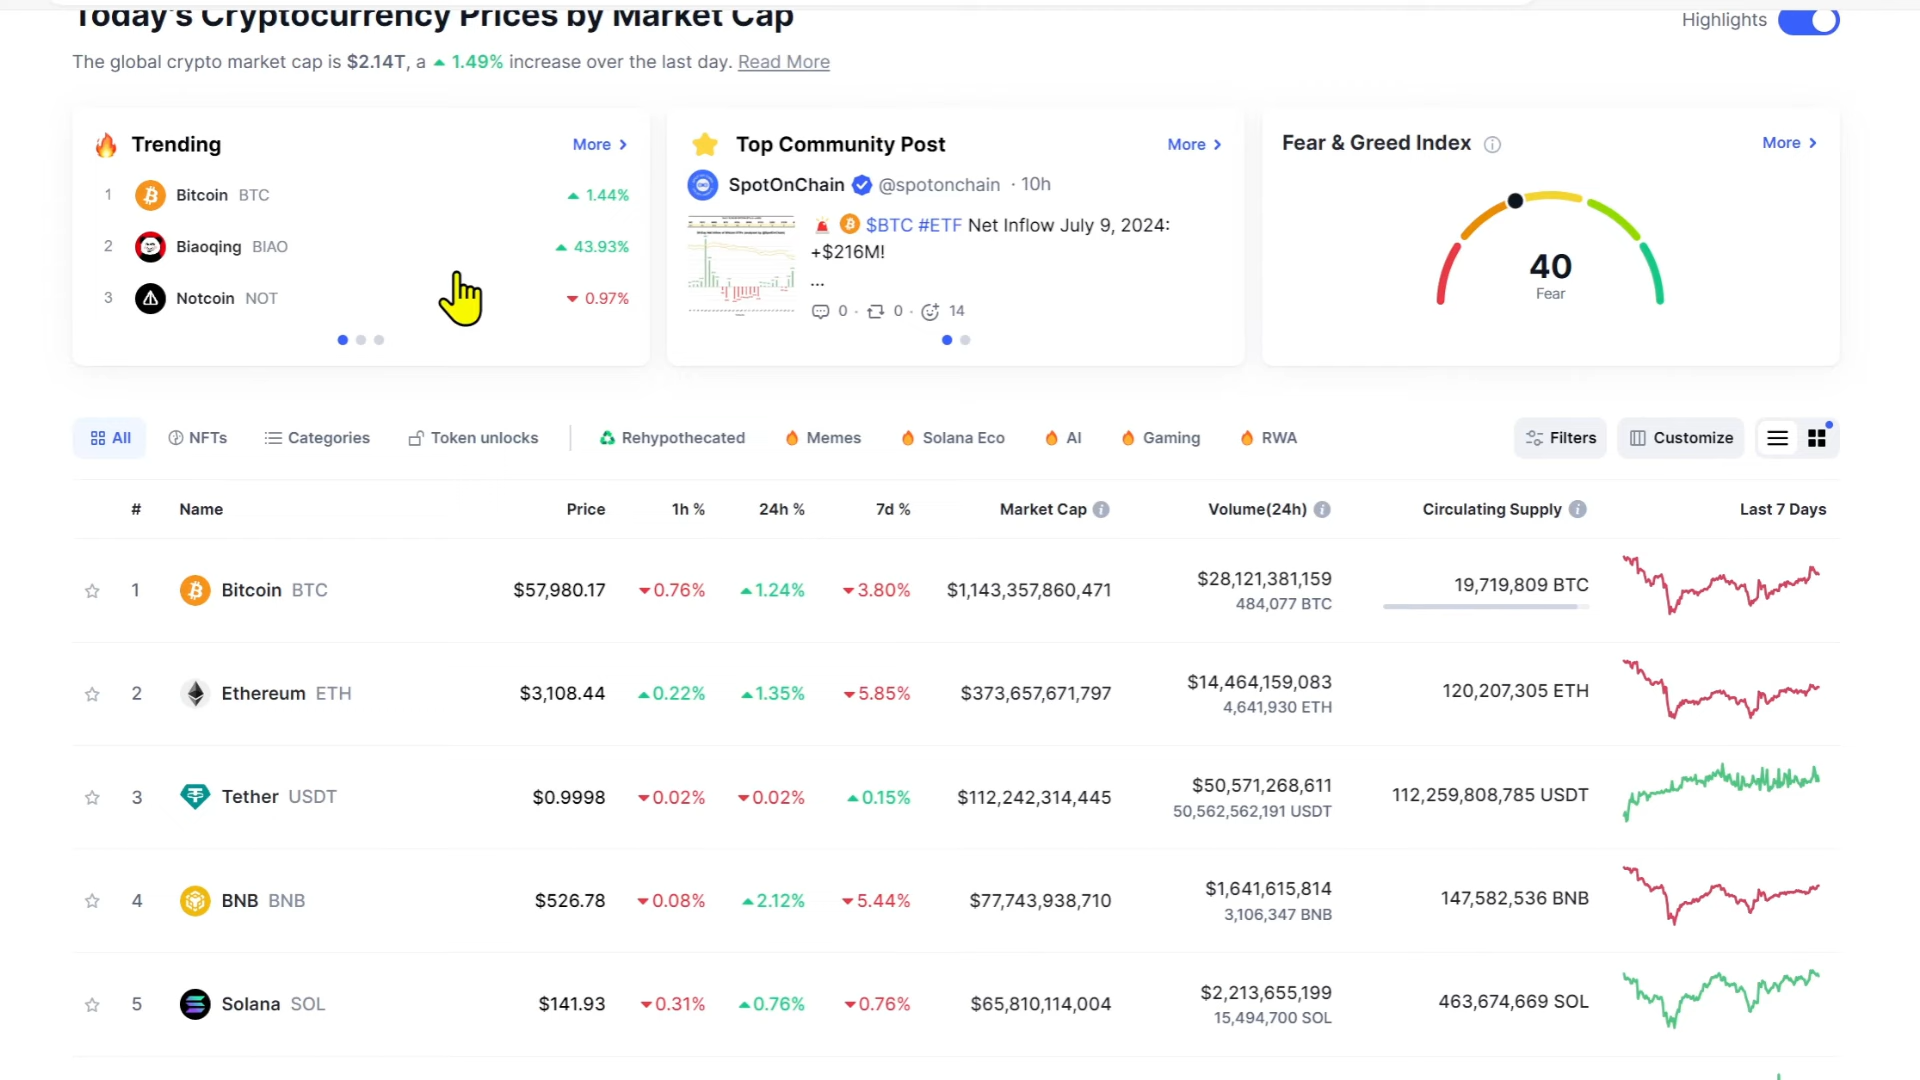 Today's Cryptocurrency Prices by Market Cap
Highlights
The global crypto market cap is $2.14T, a 1.49% increase over the last day. Read More
Trending
More
1 Bitcoin BTC 1.44%
2 Biaoqing BIAO 43.93%
3 Notcoin NOT 0.97%
Top Community Post
More
SpotOnChain @spotonchain · 10h
$BTC #ETF Net Inflow July 9, 2024:
+$216M!
...
0 · 0 · 14
Fear & Greed Index
More
40
Fear
All NFTs Categories Token unlocks Rehypothecated Memes Solana Eco AI Gaming RWA Filters Customize
# Name Price 1h % 24h % 7d % Market Cap Volume(24h) Circulating Supply Last 7 Days
1 Bitcoin BTC $57,980.17 0.76% 1.24% 3.80% $1,143,357,860,471 $28,121,381,159 19,719,809 BTC
484,077 BTC
2 Ethereum ETH $3,108.44 0.22% 1.35% 5.85% $373,657,671,797 $14,464,159,083 120,207,305 ETH
4,641,930 ETH
3 Tether USDT $0.9998 0.02% 0.02% 0.15% $112,242,314,445 $50,571,268,611 112,259,808,785 USDT
50,562,562,191 USDT
4 BNB BNB $526.78 0.08% 2.12% 5.44% $77,743,938,710 $1,641,615,814 147,582,536 BNB
3,106,347 BNB
5 Solana SOL $141.93 0.31% 0.76% 0.76% $65,810,114,004 $2,213,655,199 463,674,669 SOL
15,494,700 SOL